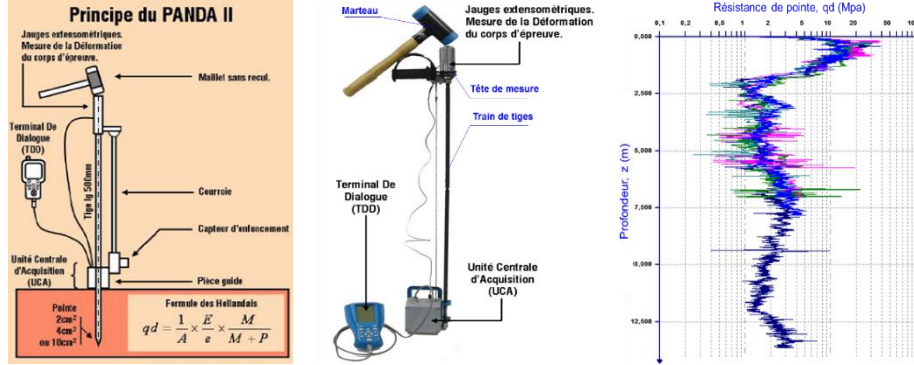 Principe du PANDA II
Jauges extensométriques.
Mesure de la Déformation
du corps d'épreuve.
Maillet sans recul.
Terminal De
Dialogue
(TDD)
Tige lg 500mm
Courroie
Capteur d'enfoncement
Unité Centrale
d'Acquisition
(UCA)
Pièce guide
Pointe
2cm²
4cm²
ou 10cm²
Formule des Hollandais
qd = 1/A × E/e × M/M + P
Marteau
Jauges extensométriques.
Mesure de la Déformation
du corps d'épreuve.
Tête de mesure
Train de tiges
Terminal De
Dialogue
(TDD)
Unité Centrale
d'Acquisition
(UCA)
Résistance de pointe, qd (Mpa)
0,1 0,2 0,5 1 2 5 10 20 50
0,000
2,500
5,000
7,500
10,000
12,500
Profondeur, z (m)